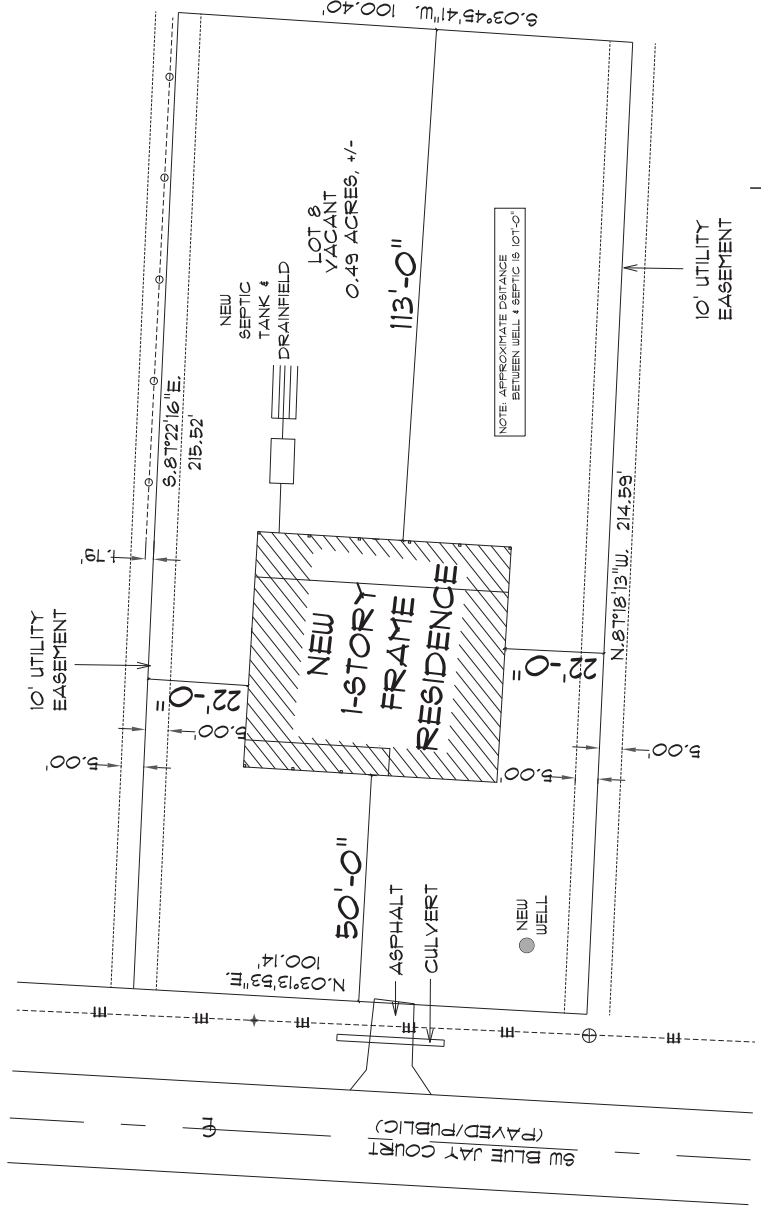 S.03°45'41"W. 100.40'
S.87°22'16"E.
215.52'
NEW
SEPTIC
TANK &
DRAINFIELD
LOT 8
VACANT
0.49 ACRES, +/-
113'-0"
NOTE: APPROXIMATE DSITANCE
BETWEEN WELL & SEPTIC IS 107'-0"
10' UTILITY
EASEMENT
N.87°18'13"W. 214.59'
1.79'
10' UTILITY
EASEMENT
22'-0"
5.00'
5.00'
NEW
1-STORY
FRAME
RESIDENCE
22'-0"
5.00'
5.00'
50'-0"
N.03°13'53"E.
100.14'
ASPHALT
CULVERT
NEW
WELL
E
E
E
E
E
E
CL
SW BLUE JAY COURT
(PAVED/PUBLIC)